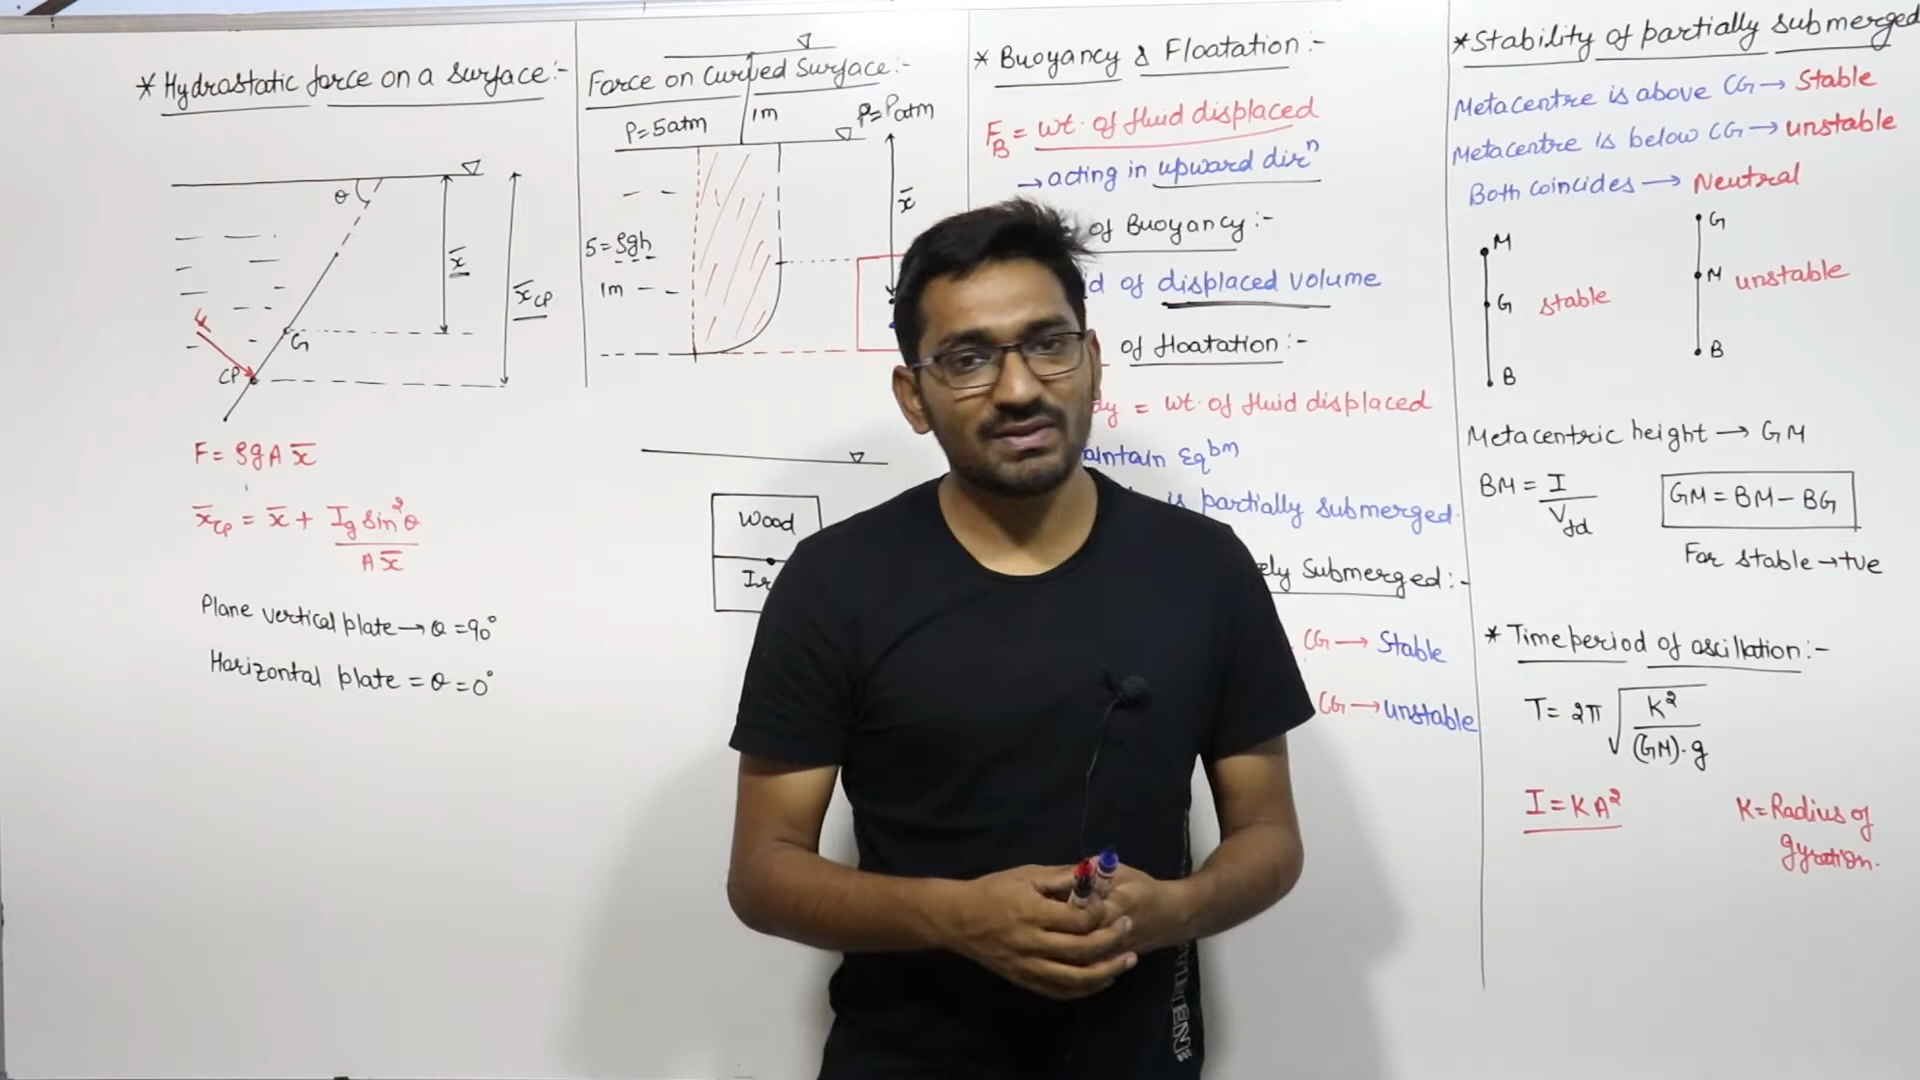 * Hydrostatic force on a surface:-
θ
x̄
x̄cp
G
CP
F
F = ρgA x̄
x̄cp = x̄ + Ig sin²θ
A x̄
Plane vertical plate → θ = 90°
Horizontal plate = θ = 0°
Force on Curved Surface:-
P=5atm
1m
P=Patm
x̄
5 = ρgh
1m
Wood
* Buoyancy & Floatation:-
FB = wt. of fluid displaced
→ acting in upward dirⁿ
of Buoyancy:-
of displaced volume
of floatation:-
= wt. of fluid displaced
Eqbm
is partially submerged.
Submerged:-
CG → Stable
CG → unstable
* Stability of partially submerged
Metacentre is above CG → Stable
Metacentre is below CG → unstable
Both coincides → Neutral
M
G
B
stable
G
M
B
unstable
Metacentric height → GM
BM = I
Vfd
GM = BM - BG
For stable → +ve
* Time period of oscillation:-
T = 2π √ K²
(GM)·g
I = KA²
K = Radius of
gyration.